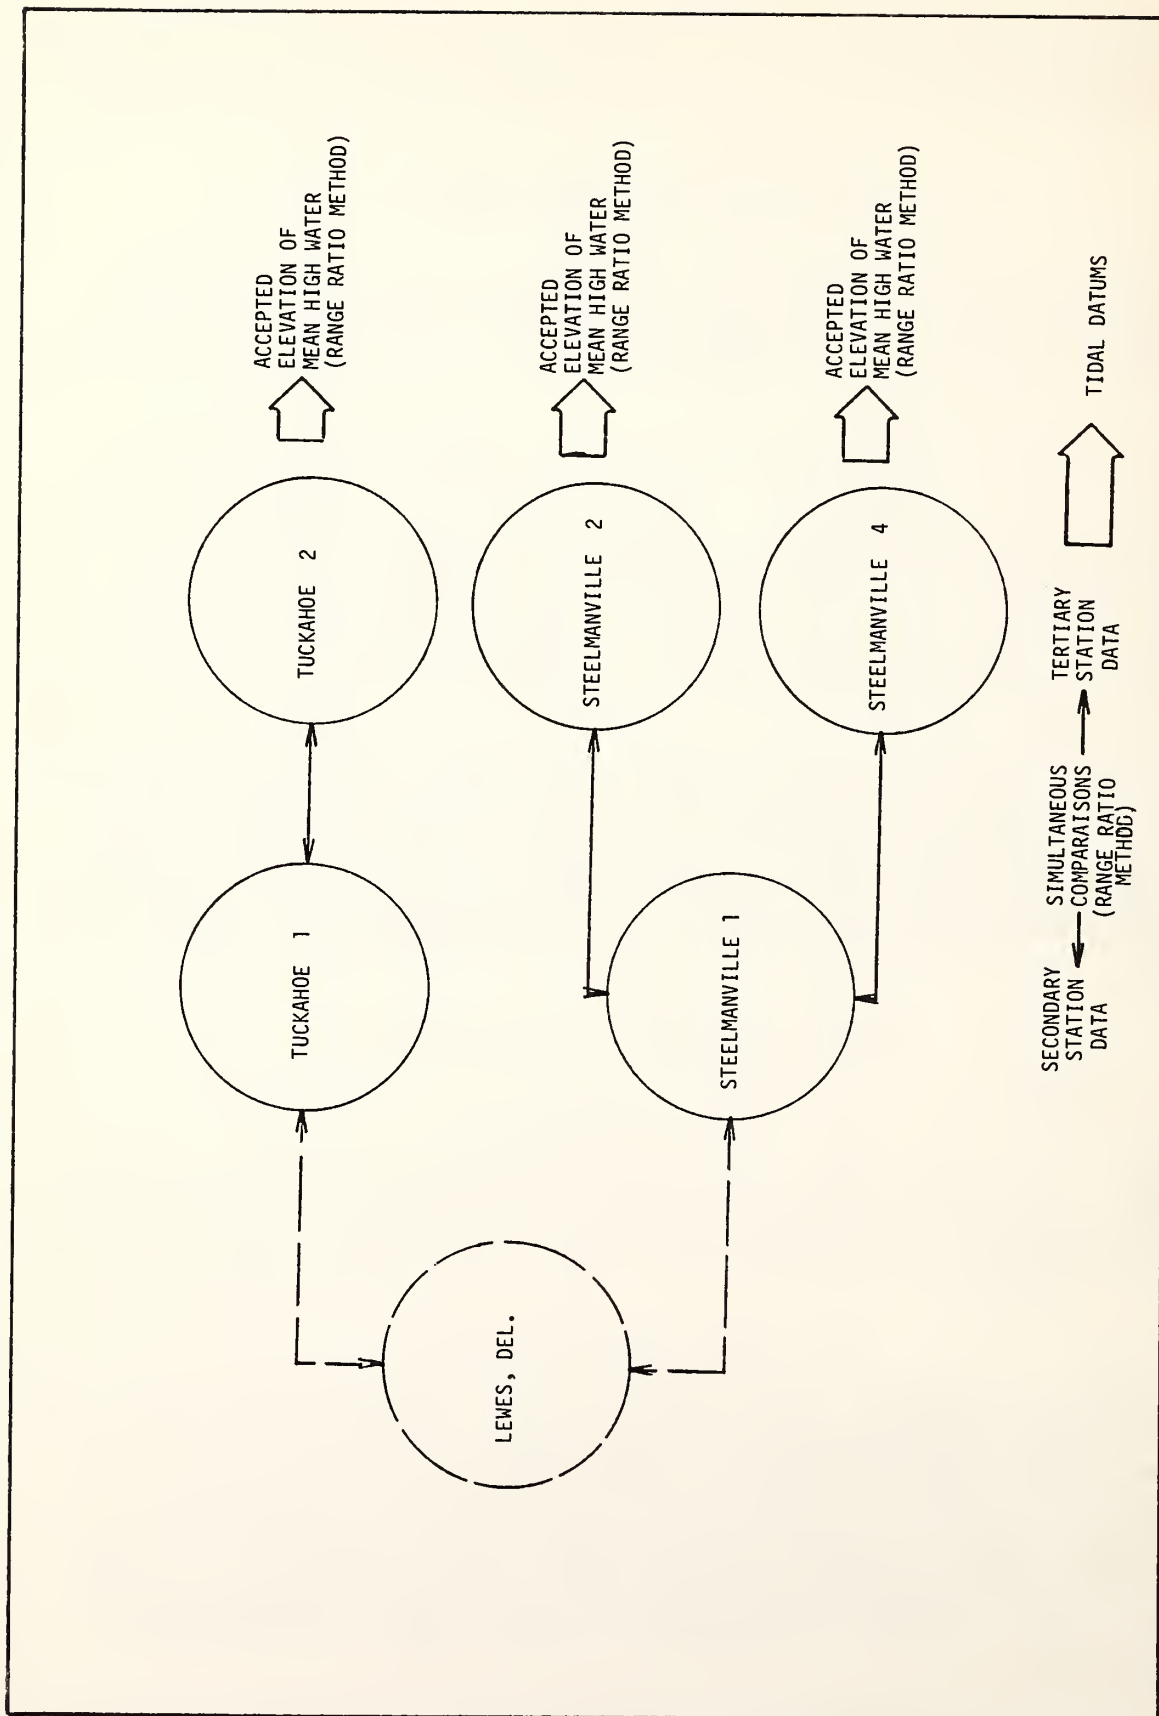 LEWES, DEL.
TUCKAHOE 1
STEELMANVILLE 1
TUCKAHOE 2
STEELMANVILLE 2
STEELMANVILLE 4
ACCEPTED
ELEVATION OF
MEAN HIGH WATER
(RANGE RATIO METHOD)
ACCEPTED
ELEVATION OF
MEAN HIGH WATER
(RANGE RATIO METHOD)
ACCEPTED
ELEVATION OF
MEAN HIGH WATER
(RANGE RATIO METHOD)
SECONDARY
STATION
DATA
SIMULTANEOUS
COMPARAISONS
(RANGE RATIO
METHOD)
TERTIARY
STATION
DATA
TIDAL DATUMS